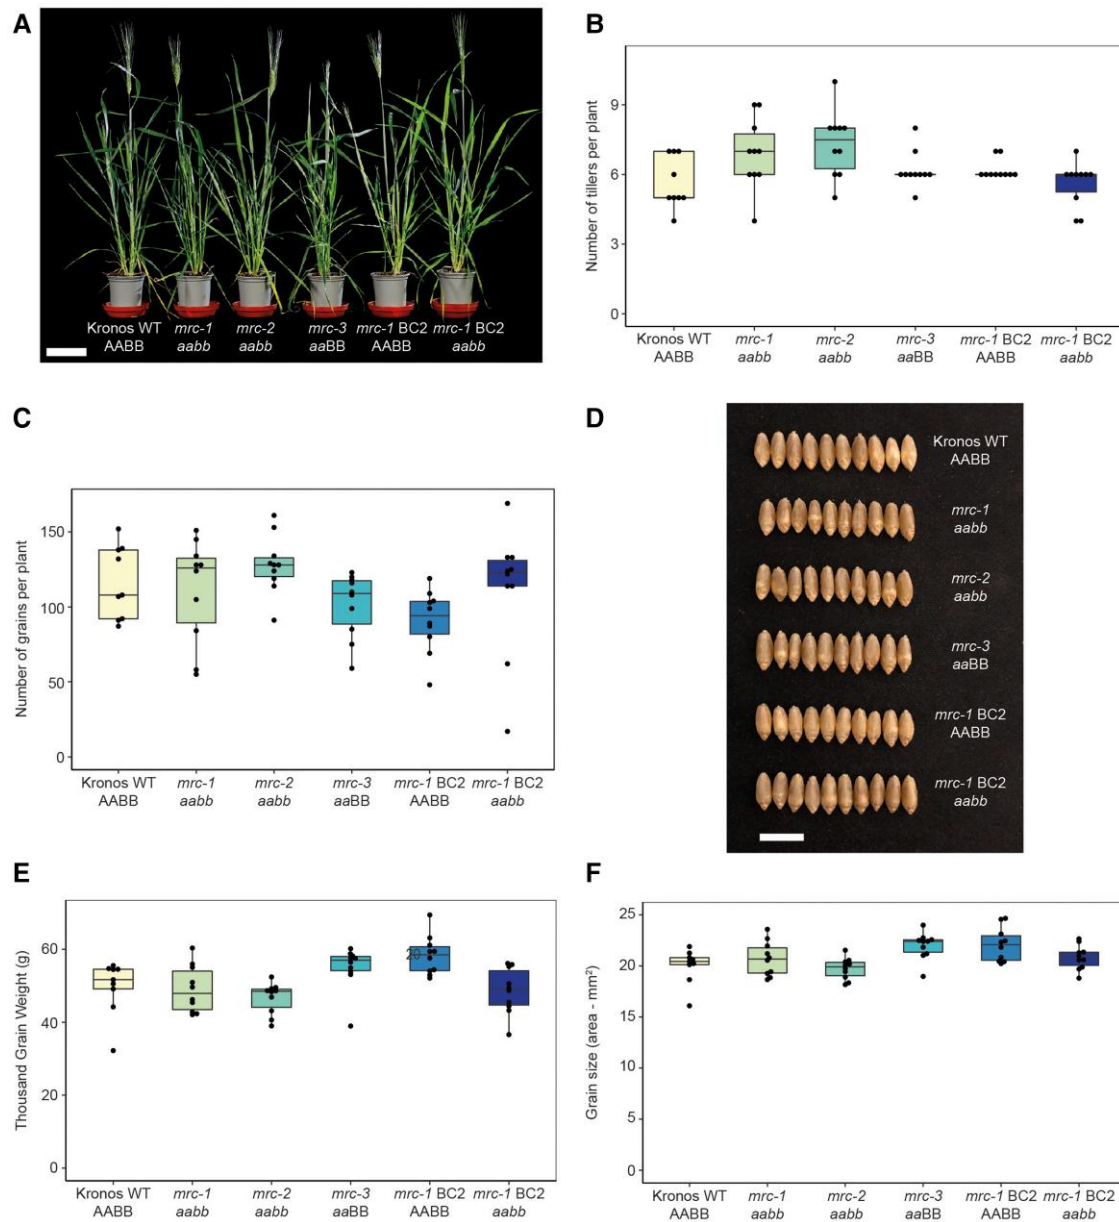 A
Kronos WT mrc-1 mrc-2 mrc-3 mrc-1 BC2 mrc-1 BC2
AABB aabb aabb aaBB AABB aabb
B
Number of tillers per plant
9
6
3
0
Kronos WT mrc-1 mrc-2 mrc-3 mrc-1 BC2 mrc-1 BC2
AABB aabb aabb aaBB AABB aabb
C
Number of grains per plant
150
100
50
0
Kronos WT mrc-1 mrc-2 mrc-3 mrc-1 BC2 mrc-1 BC2
AABB aabb aabb aaBB AABB aabb
D
Kronos WT
AABB
mrc-1
aabb
mrc-2
aabb
mrc-3
aaBB
mrc-1 BC2
AABB
mrc-1 BC2
aabb
E
Thousand Grain Weight (g)
60
40
20
0
20
Kronos WT mrc-1 mrc-2 mrc-3 mrc-1 BC2 mrc-1 BC2
AABB aabb aabb aaBB AABB aabb
F
Grain size (area - mm²)
25
20
15
10
5
0
Kronos WT mrc-1 mrc-2 mrc-3 mrc-1 BC2 mrc-1 BC2
AABB aabb aabb aaBB AABB aabb